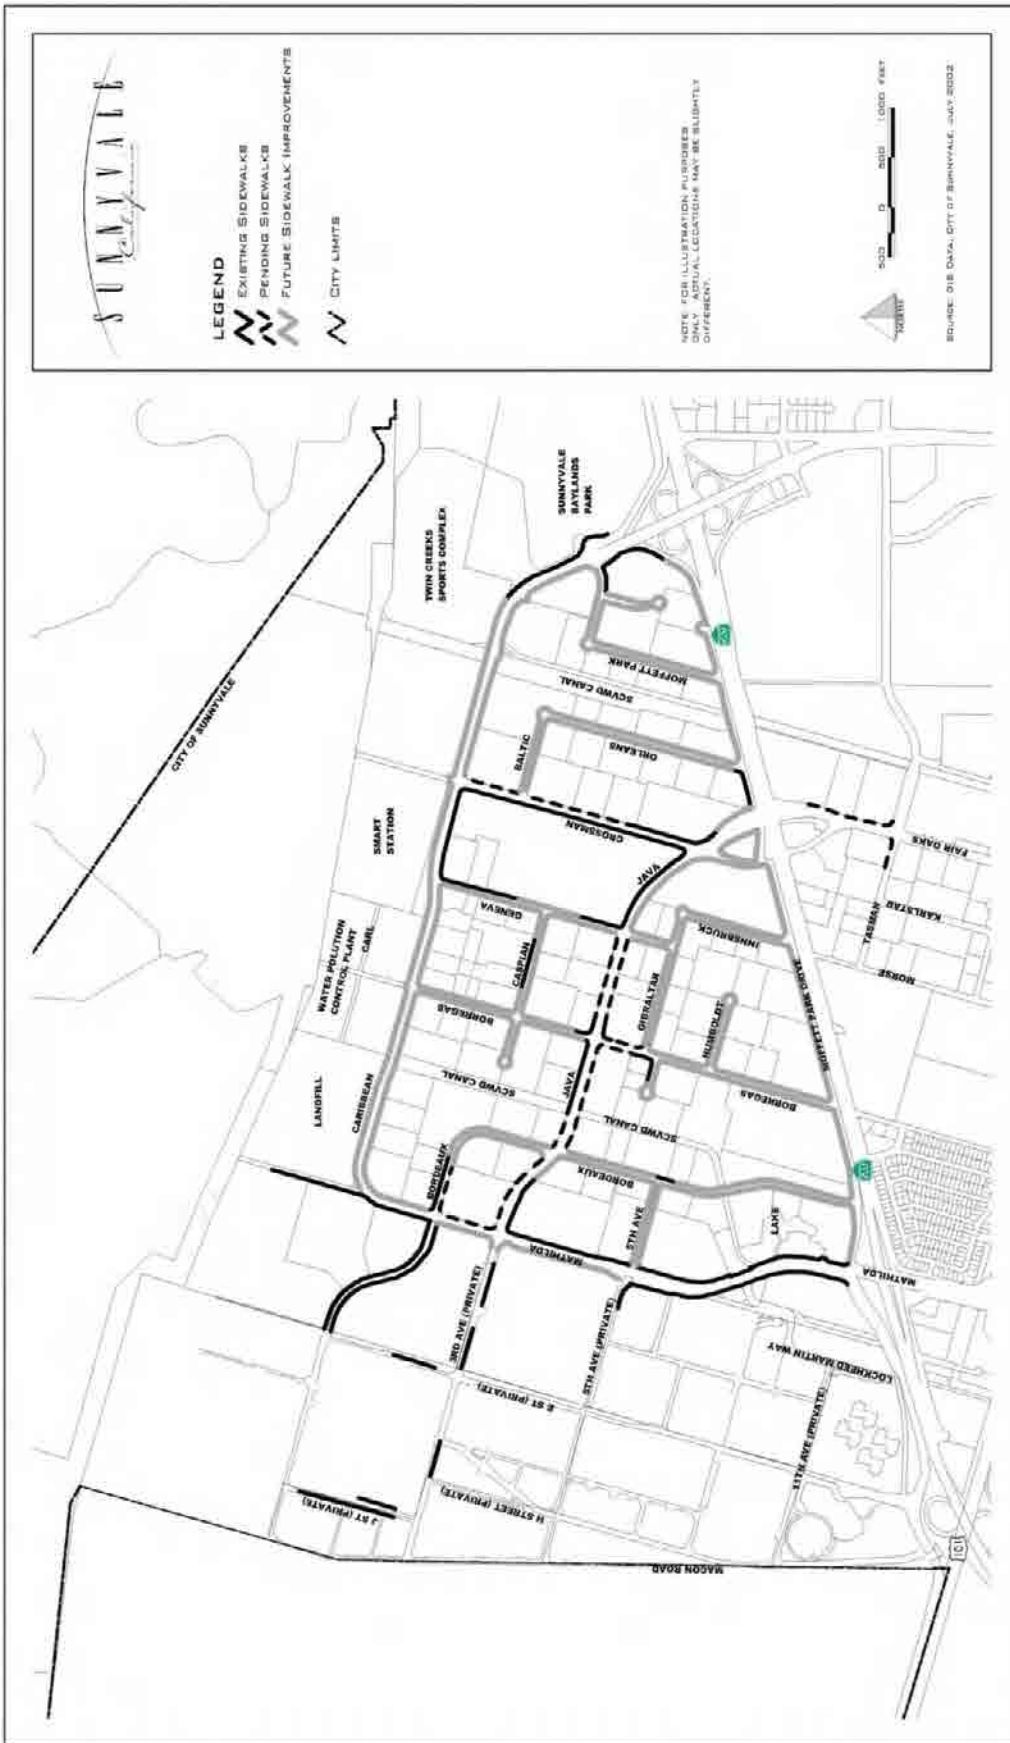 SUNNYVALE
City of
LEGEND
EXISTING SIDEWALKS
PENDING SIDEWALKS
FUTURE SIDEWALK IMPROVEMENTS
CITY LIMITS
NOTE: FOR ILLUSTRATION PURPOSES
ONLY. ACTUAL LOCATIONS MAY BE SLIGHTLY
DIFFERENT.
NORTH
500 0 500 1000 FEET
SOURCE: GIS DATA, CITY OF SUNNYVALE, JULY 2002
CITY OF SUNNYVALE
TWIN CREEKS
SPORTS COMPLEX
SUNNYVALE
BAYLANDS
PARK
SMART
STATION
WATER POLUTION
CONTROL PLANT
CARL
LANDFILL
CARIBBEAN
MOFFETT PARK
SCVWD CANAL
BALTIC
ORLEANS
CROSSMAN
JAVA
GENEVA
CASPIAN
BORREGAS
SCVWD CANAL
JAVA
GIBRALTAR
INNSBRUCK
HUMBOLDT
MOFFETT PARK DRIVE
BORREGAS
SCVWD CANAL
BORDEAUX
BORDEAUX
5TH AVE
LAKE
MATHILDA
MATHILDA
237
237
FAIR OAKS
TASMAN
KARLSTAD
MORSE
3RD AVE (PRIVATE)
5TH AVE (PRIVATE)
E ST (PRIVATE)
LOCKHEED MARTIN WAY
11TH AVE (PRIVATE)
H STREET (PRIVATE)
J ST (PRIVATE)
MACON ROAD
101